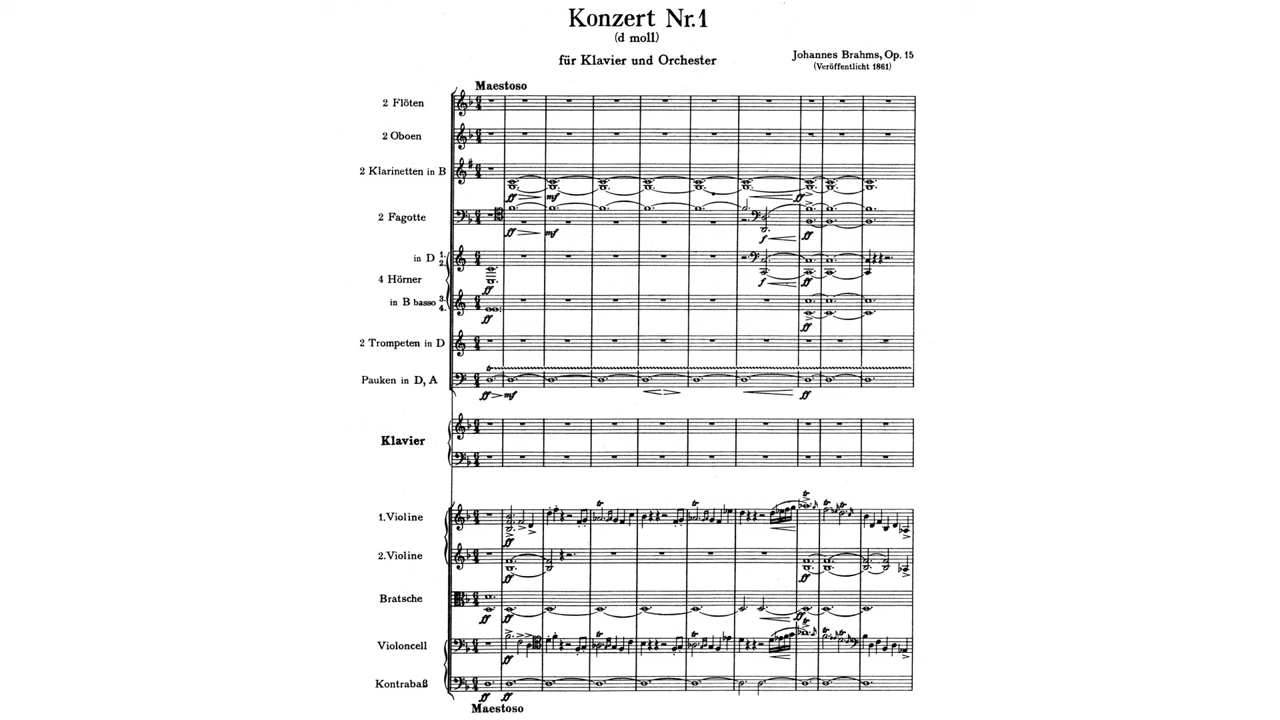 Konzert Nr.1
(d moll)
für Klavier und Orchester
Johannes Brahms, Op. 15
(Veröffentlicht 1861)
Maestoso
2 Flöten
2 Oboen
2 Klarinetten in B
2 Fagotte
in D 1. 2.
4 Hörner
in B basso 3. 4.
2 Trompeten in D
Pauken in D, A
Klavier
1. Violine
2. Violine
Bratsche
Violoncell
Kontrabaß
Maestoso